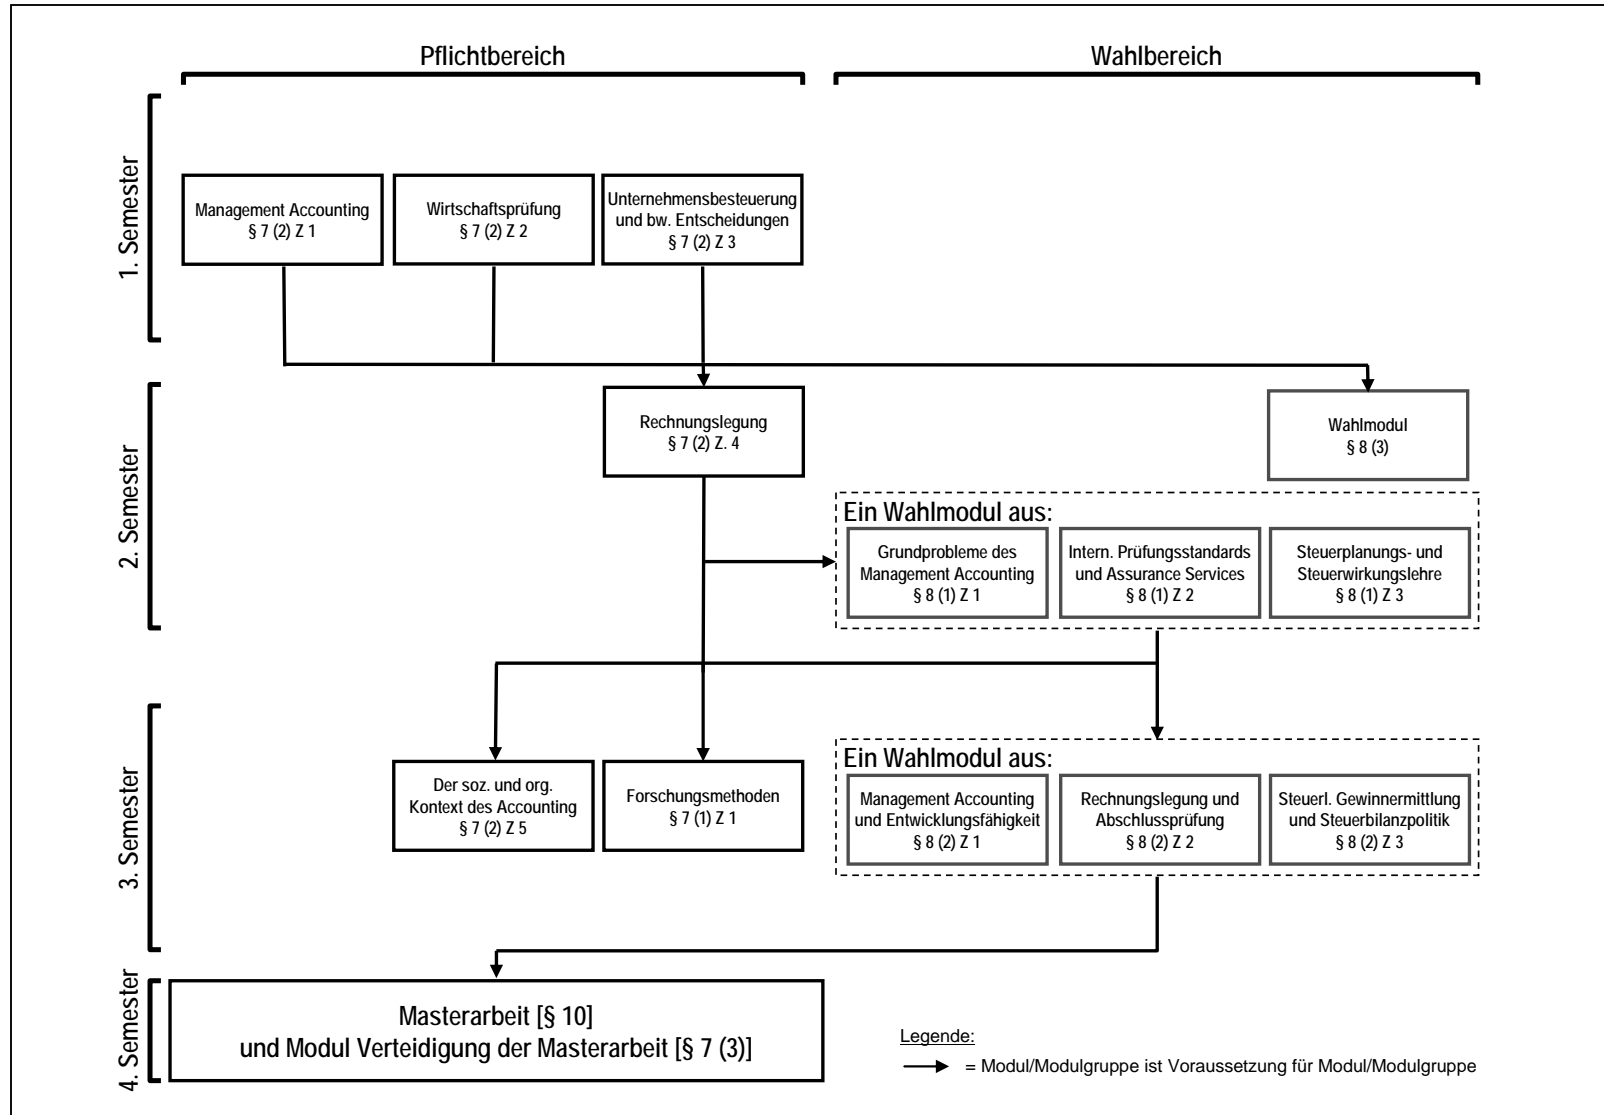 Pflichtbereich
Wahlbereich
1. Semester
Management Accounting
§ 7 (2) Z 1
Wirtschaftsprüfung
§ 7 (2) Z 2
Unternehmensbesteuerung
und bw. Entscheidungen
§ 7 (2) Z 3
2. Semester
Rechnungslegung
§ 7 (2) Z. 4
Wahlmodul
§ 8 (3)
Ein Wahlmodul aus:
Grundprobleme des
Management Accounting
§ 8 (1) Z 1
Intern. Prüfungsstandards
und Assurance Services
§ 8 (1) Z 2
Steuerplanungs- und
Steuerwirkungslehre
§ 8 (1) Z 3
3. Semester
Der soz. und org.
Kontext des Accounting
§ 7 (2) Z 5
Forschungsmethoden
§ 7 (1) Z 1
Ein Wahlmodul aus:
Management Accounting
und Entwicklungsfähigkeit
§ 8 (2) Z 1
Rechnungslegung und
Abschlussprüfung
§ 8 (2) Z 2
Steuerl. Gewinnermittlung
und Steuerbilanzpolitik
§ 8 (2) Z 3
4. Semester
Masterarbeit [§ 10]
und Modul Verteidigung der Masterarbeit [§ 7 (3)]
Legende:
= Modul/Modulgruppe ist Voraussetzung für Modul/Modulgruppe